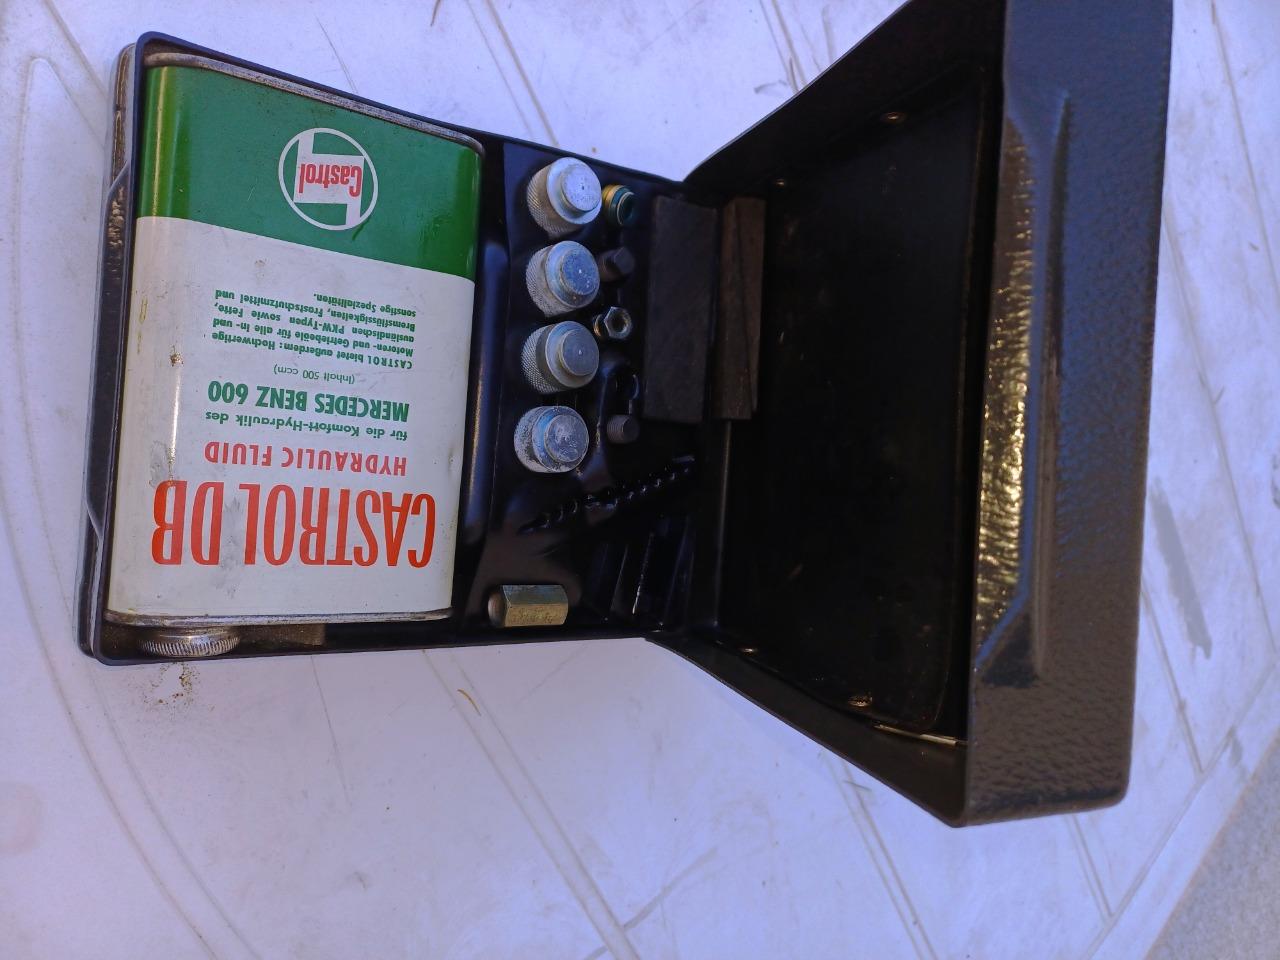 Castrol
CASTROL DB
HYDRAULIC FLUID
für die Komfort-Hydraulik des
MERCEDES BENZ 600
(Inhalt 500 ccm)
CASTROL bietet außerdem: Hochwertige
Motoren- und Getriebeöle für alle in- und
ausländischen PKW-Typen sowie Fette,
Bremsflüssigkeiten, Frostschutzmittel und
sonstige Spezialitäten.